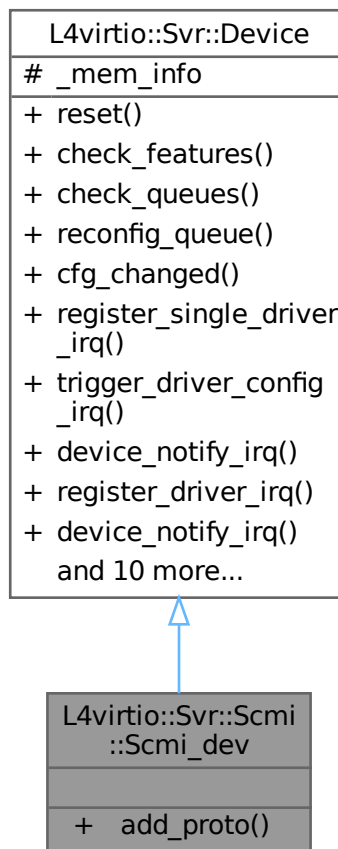 L4virtio::Svr::Device
# _mem_info
+ reset()
+ check_features()
+ check_queues()
+ reconfig_queue()
+ cfg_changed()
+ register_single_driver
_irq()
+ trigger_driver_config
_irq()
+ device_notify_irq()
+ register_driver_irq()
+ device_notify_irq()
and 10 more...
L4virtio::Svr::Scmi
::Scmi_dev
+ add_proto()